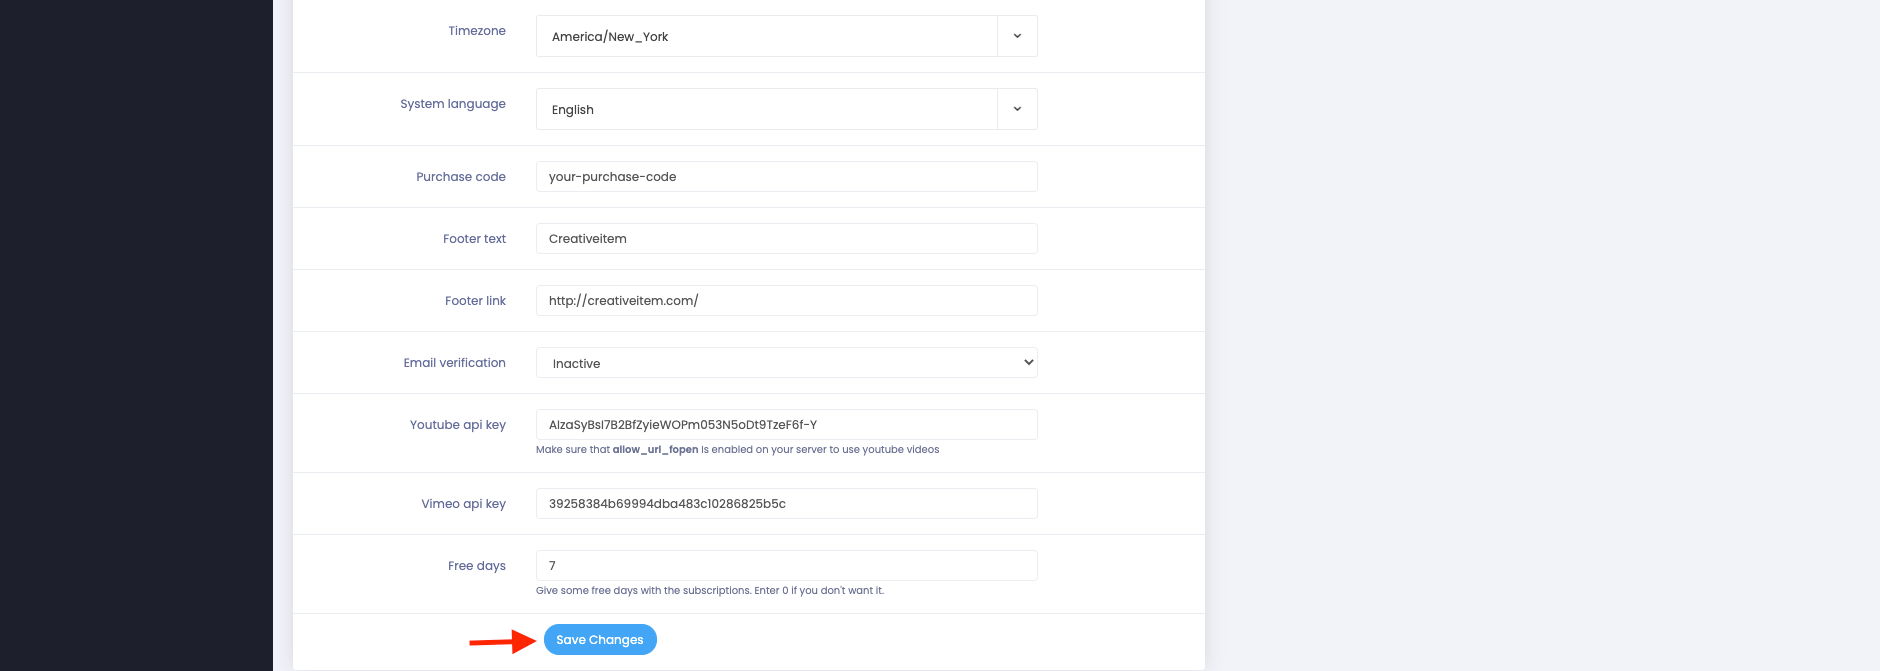 Timezone America/New_York
System language English
Purchase code your-purchase-code
Footer text Creativeitem
Footer link http://creativeitem.com/
Email verification Inactive
Youtube api key AIzaSyBsI7B2BfZyieWOPm053N5oDt9TzeF6f-Y
Make sure that allow_url_fopen is enabled on your server to use youtube videos
Vimeo api key 39258384b69994dba483c10286825b5c
Free days 7
Give some free days with the subscriptions. Enter 0 if you don't want it.
Save Changes